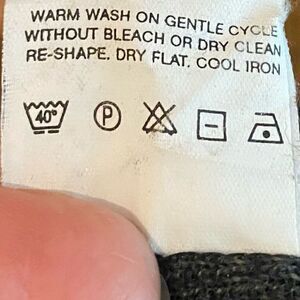 WARM WASH ON GENTLE CYCLE
WITHOUT BLEACH OR DRY CLEAN
RE-SHAPE. DRY FLAT. COOL IRON
40° P